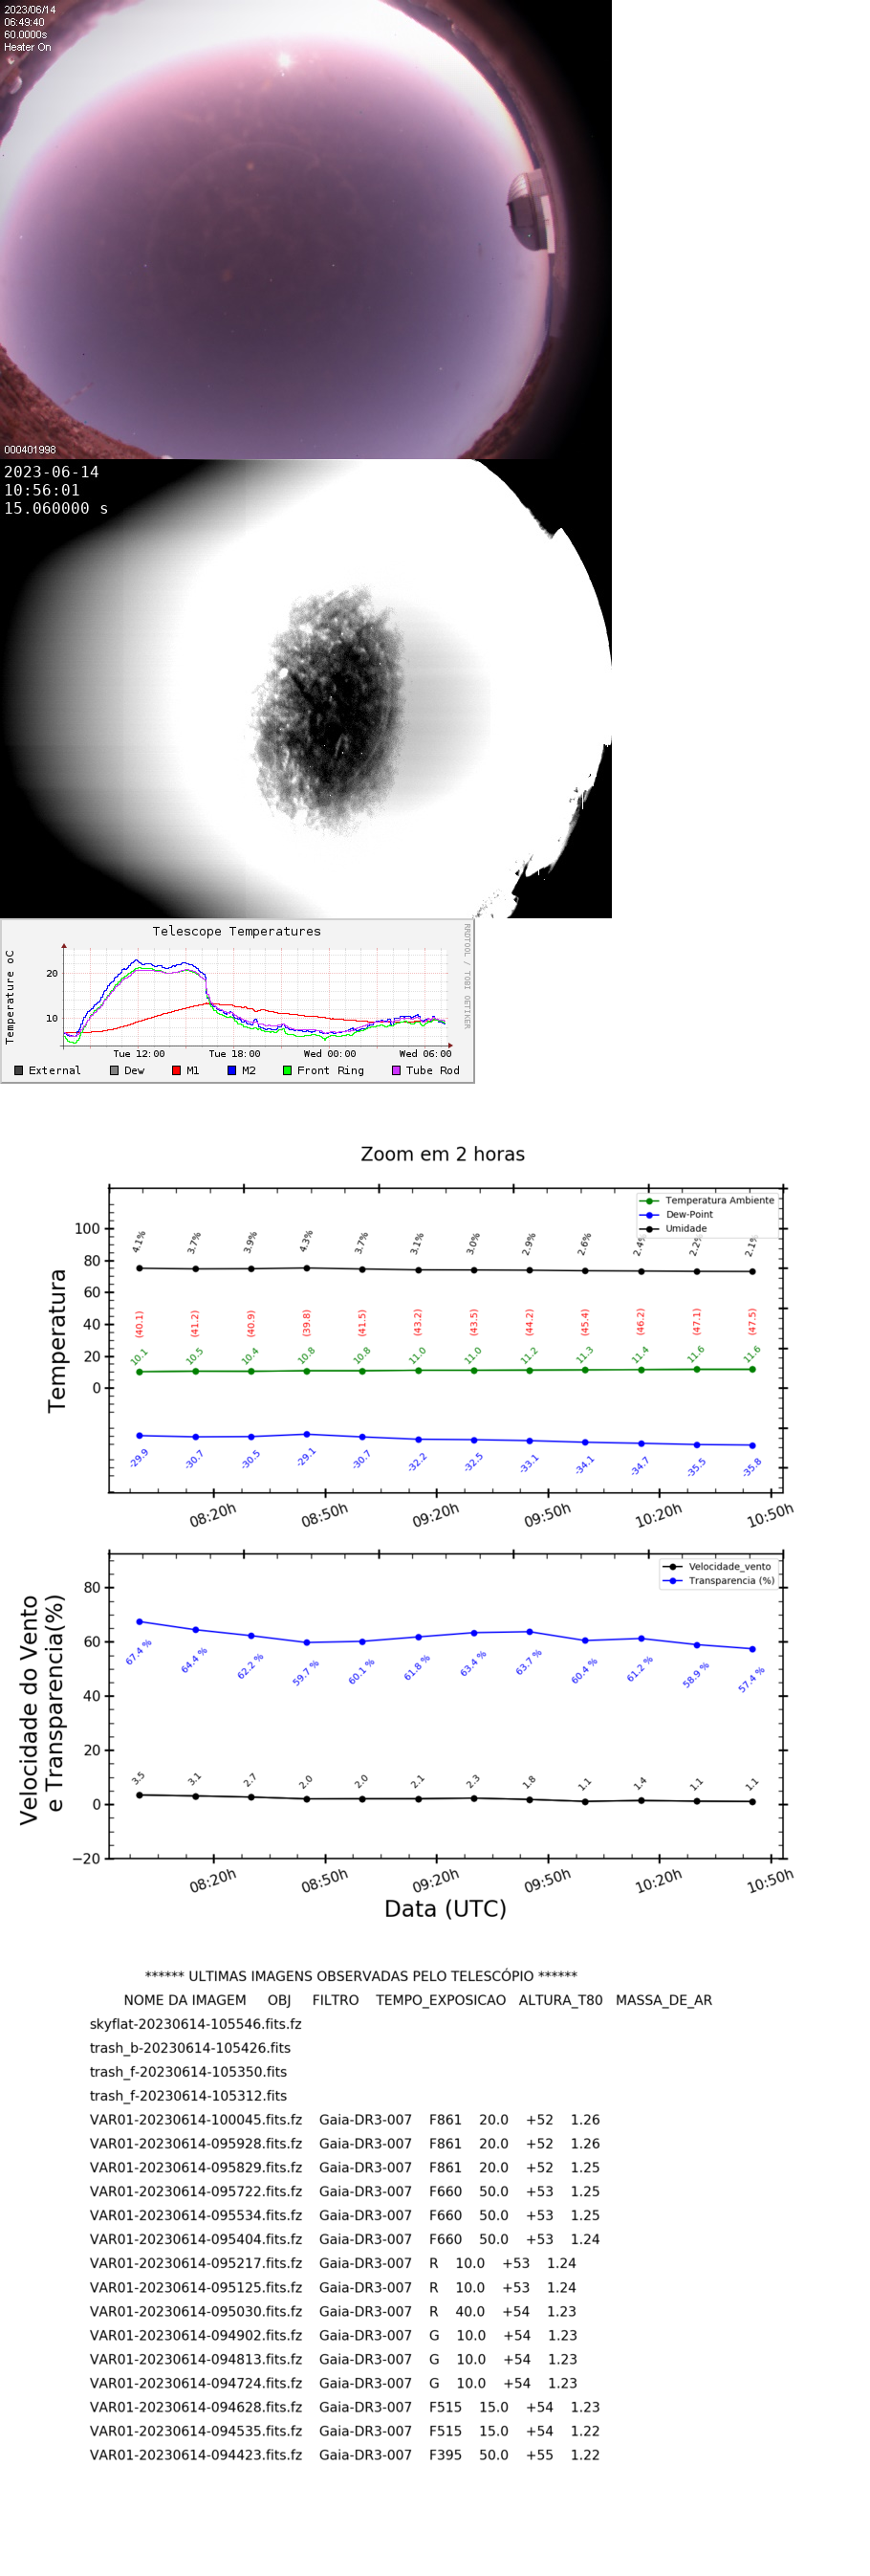 2023/06/14
06:49:40
60.0000s
Heater On
000401998
2023-06-14
10:56:01
15.060000 s
Telescope Temperatures
RRDTOOL / TOBI OETIKER
Temperature oC
20
10
Tue 12:00 Tue 18:00 Wed 00:00 Wed 06:00
External Dew M1 M2 Front Ring Tube Rod
Zoom em 2 horas
Temperatura
Temperatura Ambiente
Dew-Point
Umidade
100
80
60
40
20
0
4.1% 3.7% 3.9% 4.3% 3.7% 3.1% 3.0% 2.9% 2.6% 2.4% 2.2% 2.1%
(40.1) (41.2) (40.9) (39.8) (41.5) (43.2) (43.5) (44.2) (45.4) (46.2) (47.1) (47.5)
10.1 10.5 10.4 10.8 10.8 11.0 11.0 11.2 11.3 11.4 11.6 11.6
-29.9 -30.7 -30.5 -29.1 -30.7 -32.2 -32.5 -33.1 -34.1 -34.7 -35.5 -35.8
08:20h 08:50h 09:20h 09:50h 10:20h 10:50h
Velocidade do Vento
e Transparencia(%)
Velocidade_vento
Transparencia (%)
80
60
40
20
0
−20
67.4 % 64.4 % 62.2 % 59.7 % 60.1 % 61.8 % 63.4 % 63.7 % 60.4 % 61.2 % 58.9 % 57.4 %
3.5 3.1 2.7 2.0 2.0 2.1 2.3 1.8 1.1 1.4 1.1 1.1
08:20h 08:50h 09:20h 09:50h 10:20h 10:50h
Data (UTC)
****** ULTIMAS IMAGENS OBSERVADAS PELO TELESCÓPIO ******
NOME DA IMAGEM OBJ FILTRO TEMPO_EXPOSICAO ALTURA_T80 MASSA_DE_AR
skyflat-20230614-105546.fits.fz
trash_b-20230614-105426.fits
trash_f-20230614-105350.fits
trash_f-20230614-105312.fits
VAR01-20230614-100045.fits.fz Gaia-DR3-007 F861 20.0 +52 1.26
VAR01-20230614-095928.fits.fz Gaia-DR3-007 F861 20.0 +52 1.26
VAR01-20230614-095829.fits.fz Gaia-DR3-007 F861 20.0 +52 1.25
VAR01-20230614-095722.fits.fz Gaia-DR3-007 F660 50.0 +53 1.25
VAR01-20230614-095534.fits.fz Gaia-DR3-007 F660 50.0 +53 1.25
VAR01-20230614-095404.fits.fz Gaia-DR3-007 F660 50.0 +53 1.24
VAR01-20230614-095217.fits.fz Gaia-DR3-007 R 10.0 +53 1.24
VAR01-20230614-095125.fits.fz Gaia-DR3-007 R 10.0 +53 1.24
VAR01-20230614-095030.fits.fz Gaia-DR3-007 R 40.0 +54 1.23
VAR01-20230614-094902.fits.fz Gaia-DR3-007 G 10.0 +54 1.23
VAR01-20230614-094813.fits.fz Gaia-DR3-007 G 10.0 +54 1.23
VAR01-20230614-094724.fits.fz Gaia-DR3-007 G 10.0 +54 1.23
VAR01-20230614-094628.fits.fz Gaia-DR3-007 F515 15.0 +54 1.23
VAR01-20230614-094535.fits.fz Gaia-DR3-007 F515 15.0 +54 1.22
VAR01-20230614-094423.fits.fz Gaia-DR3-007 F395 50.0 +55 1.22